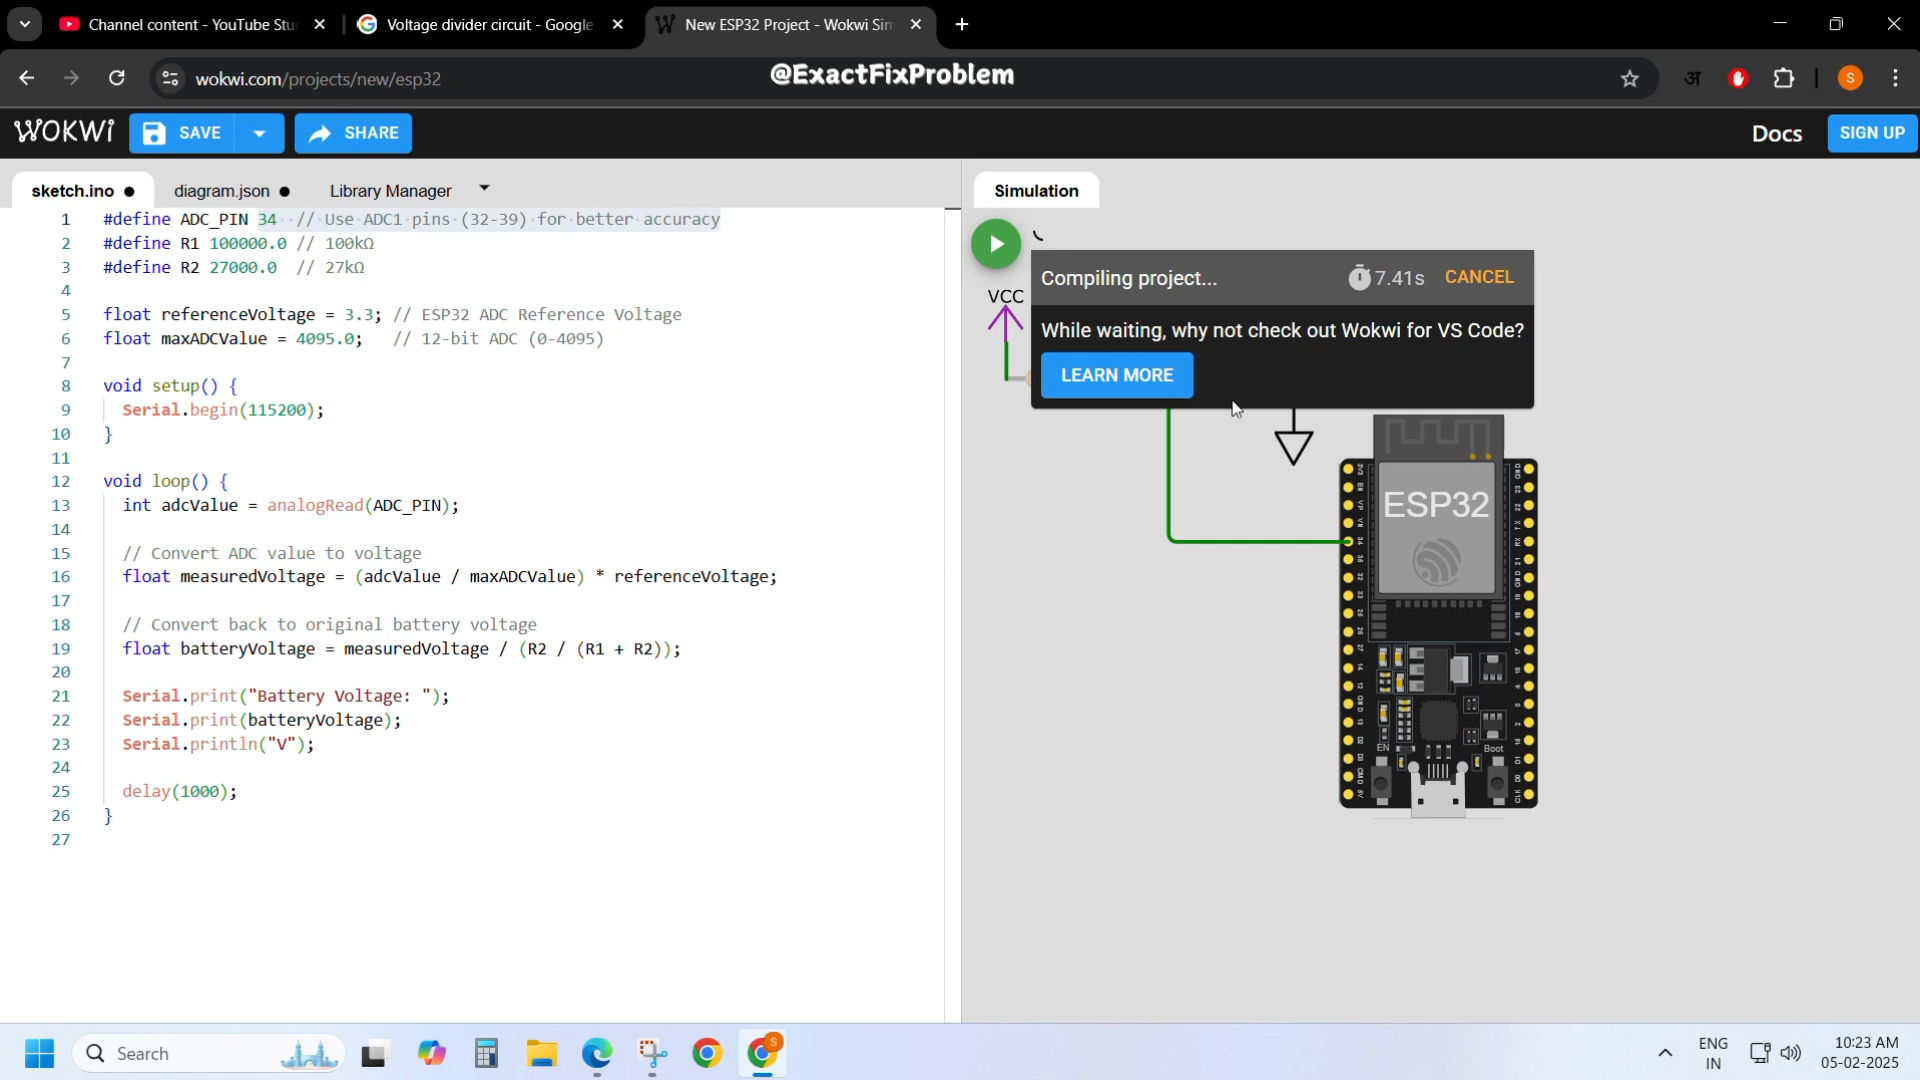 Channel content - YouTube Stu
Voltage divider circuit - Google
New ESP32 Project - Wokwi Sim
wokwi.com/projects/new/esp32
@ExactFixProblem
अ
S
WOKWi
SAVE
SHARE
Docs
SIGN UP
sketch.ino
diagram.json
Library Manager
Simulation
1 #define ADC_PIN 34  // Use ADC1 pins (32-39) for better accuracy
2 #define R1 100000.0 // 100kΩ
3 #define R2 27000.0  // 27kΩ
4
5 float referenceVoltage = 3.3; // ESP32 ADC Reference Voltage
6 float maxADCValue = 4095.0;   // 12-bit ADC (0-4095)
7
8 void setup() {
9 Serial.begin(115200);
10 }
11
12 void loop() {
13 int adcValue = analogRead(ADC_PIN);
14
15 // Convert ADC value to voltage
16 float measuredVoltage = (adcValue / maxADCValue) * referenceVoltage;
17
18 // Convert back to original battery voltage
19 float batteryVoltage = measuredVoltage / (R2 / (R1 + R2));
20
21 Serial.print("Battery Voltage: ");
22 Serial.print(batteryVoltage);
23 Serial.println("V");
24
25 delay(1000);
26 }
27
Compiling project...
7.41s
CANCEL
While waiting, why not check out Wokwi for VS Code?
LEARN MORE
VCC
ESP32
EN
Boot
Search
S
ENG
IN
10:23 AM
05-02-2025